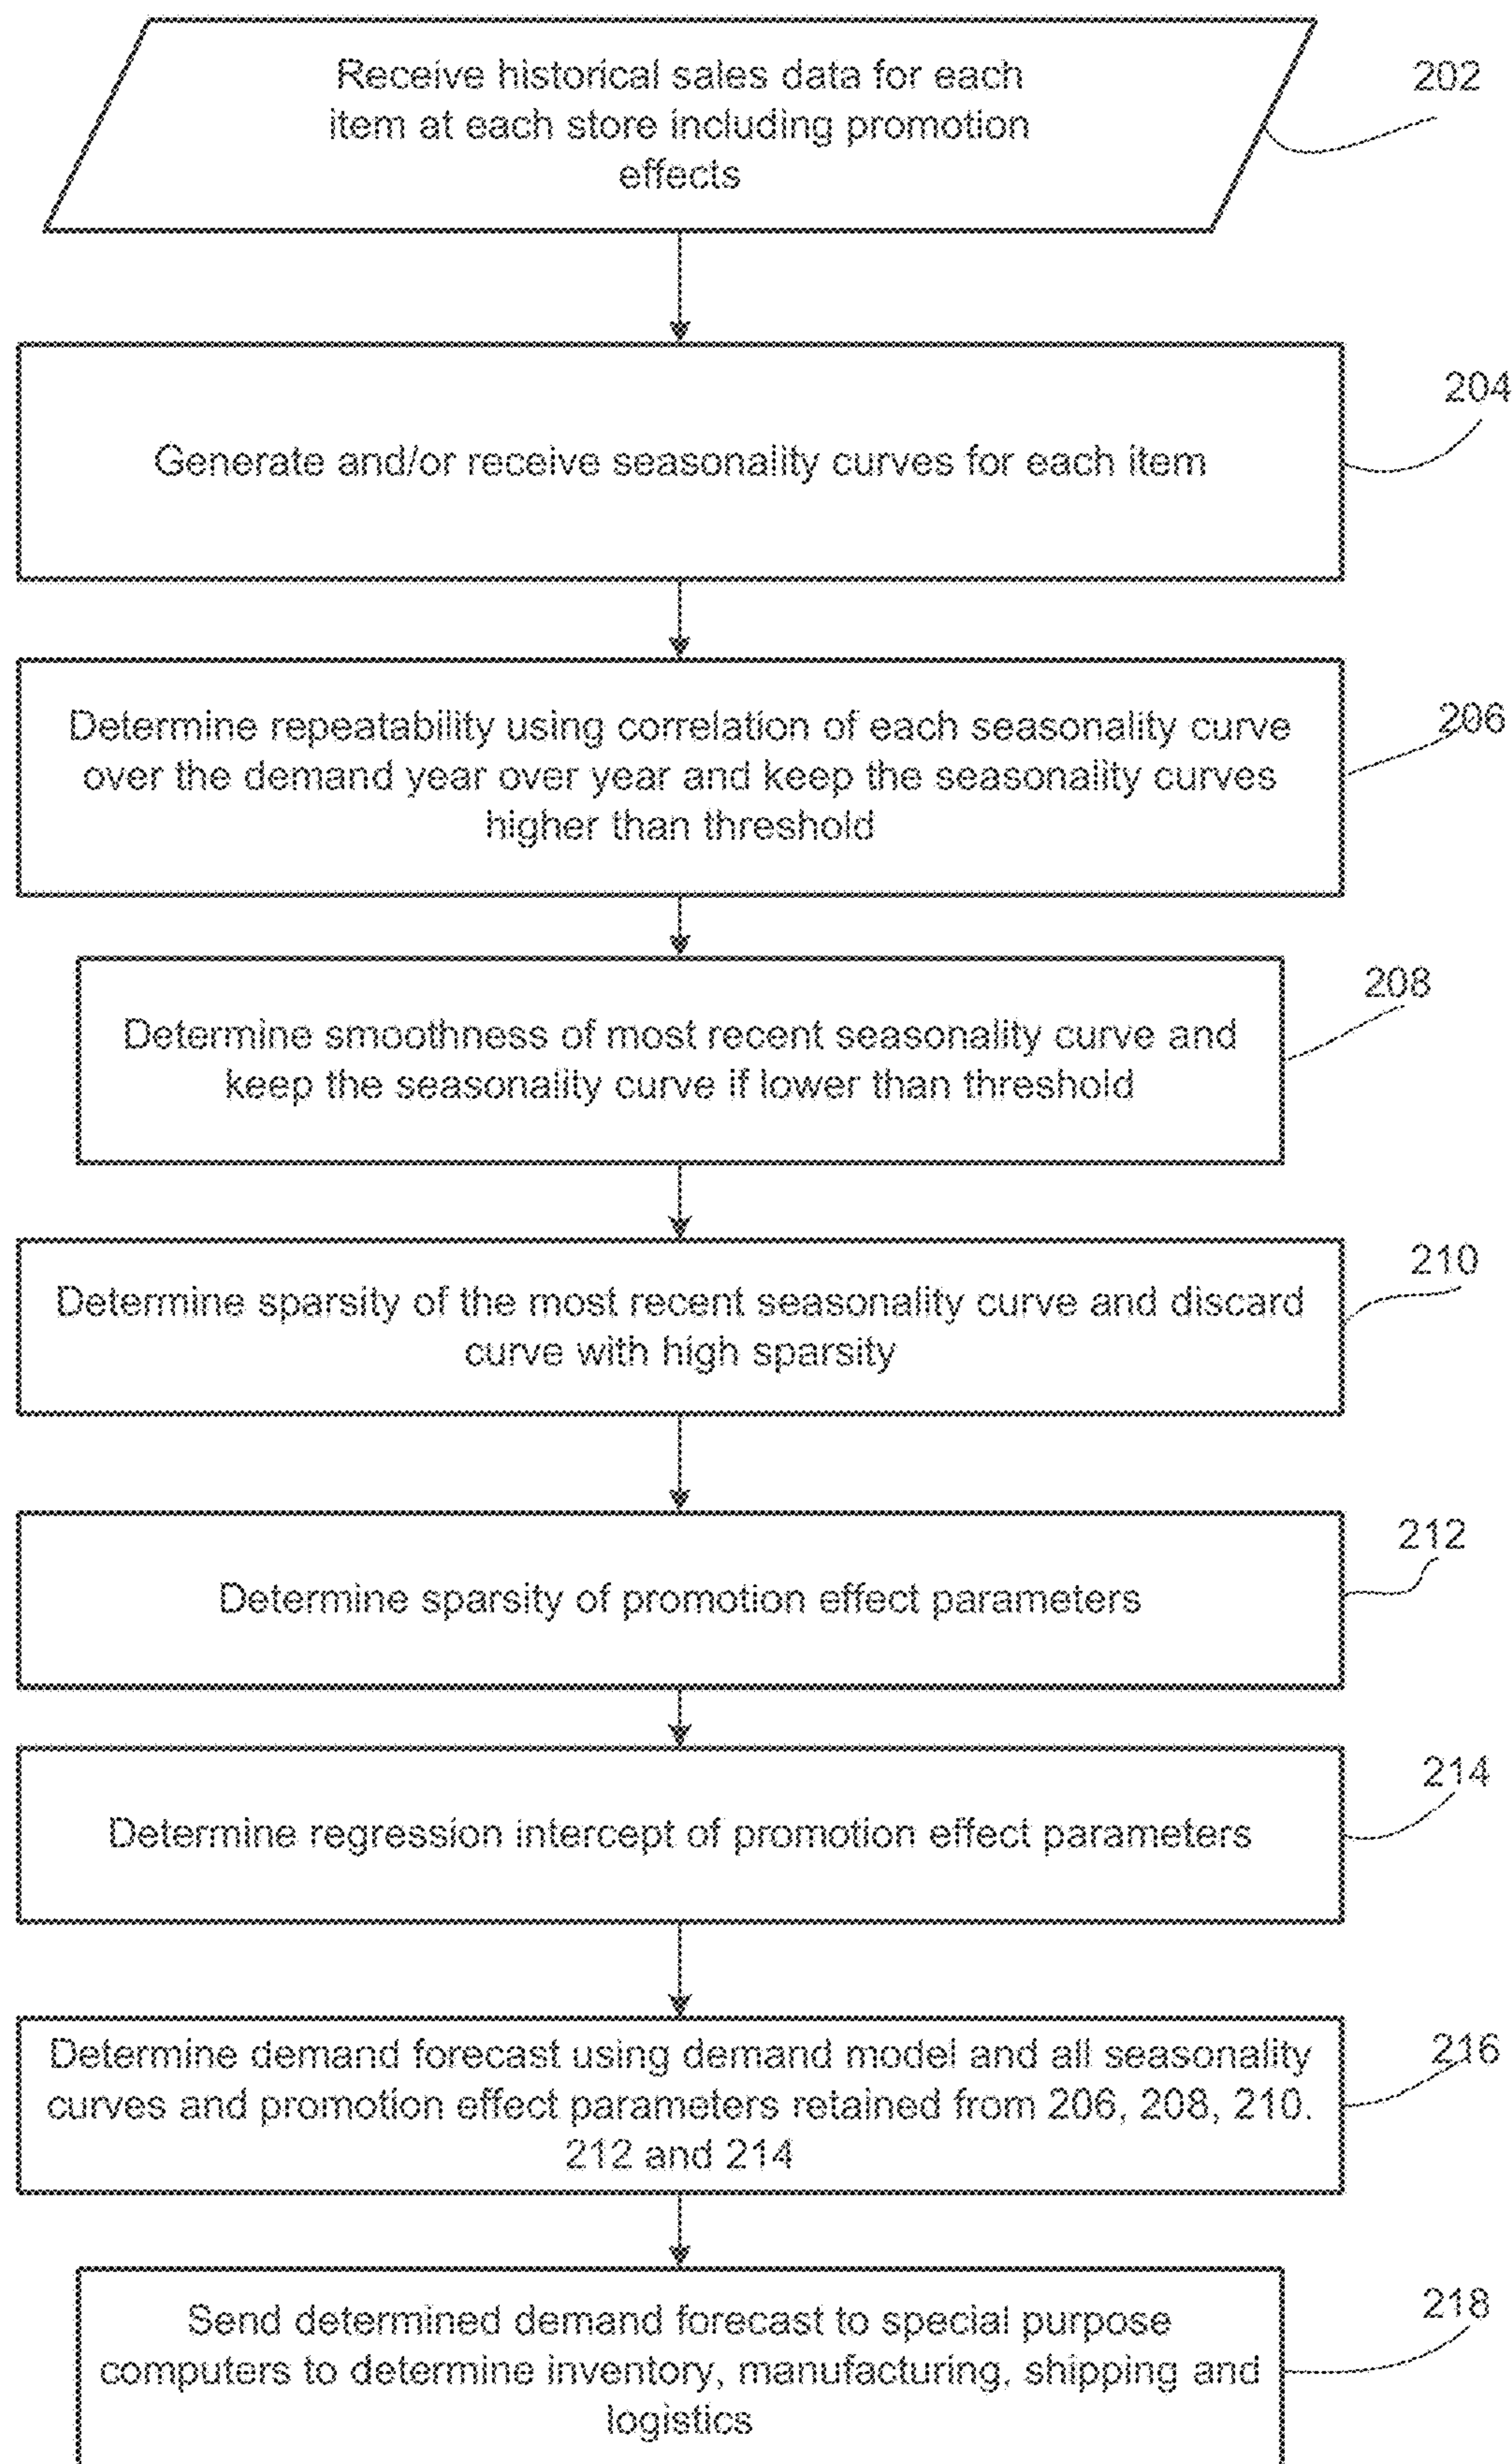 Receive historical sales data for each
item at each store including promotion
effects
202
Generate and/or receive seasonality curves for each item
204
Determine repeatability using correlation of each seasonality curve
over the demand year over year and keep the seasonality curves
higher than threshold
206
Determine smoothness of most recent seasonality curve and
keep the seasonality curve if lower than threshold
208
Determine sparsity of the most recent seasonality curve and discard
curve with high sparsity
210
Determine sparsity of promotion effect parameters
212
Determine regression intercept of promotion effect parameters
214
Determine demand forecast using demand model and all seasonality
curves and promotion effect parameters retained from 206, 208, 210.
212 and 214
216
Send determined demand forecast to special purpose
computers to determine inventory, manufacturing, shipping and
logistics
218